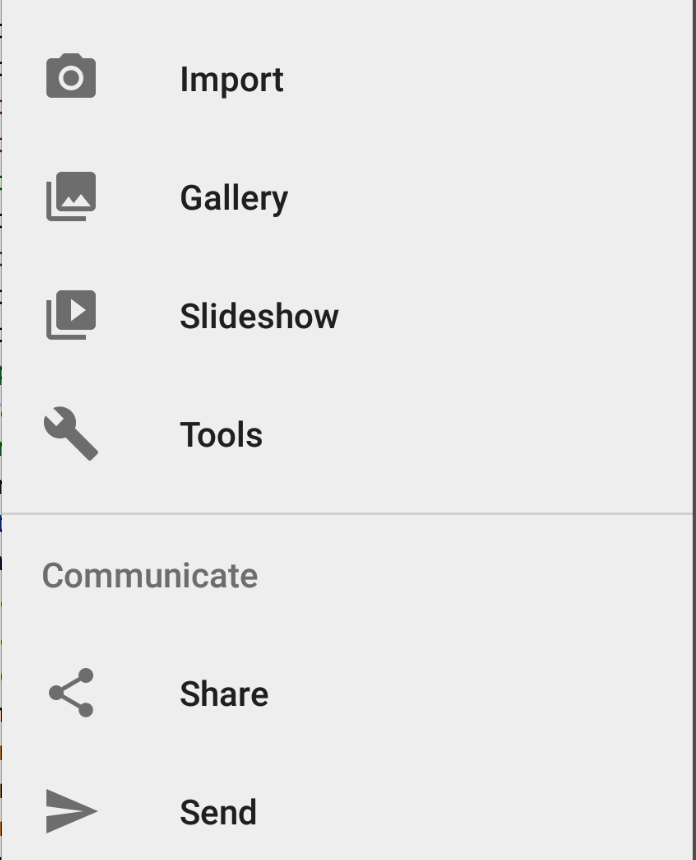 Import
Gallery
Slideshow
Tools
Communicate
Share
Send